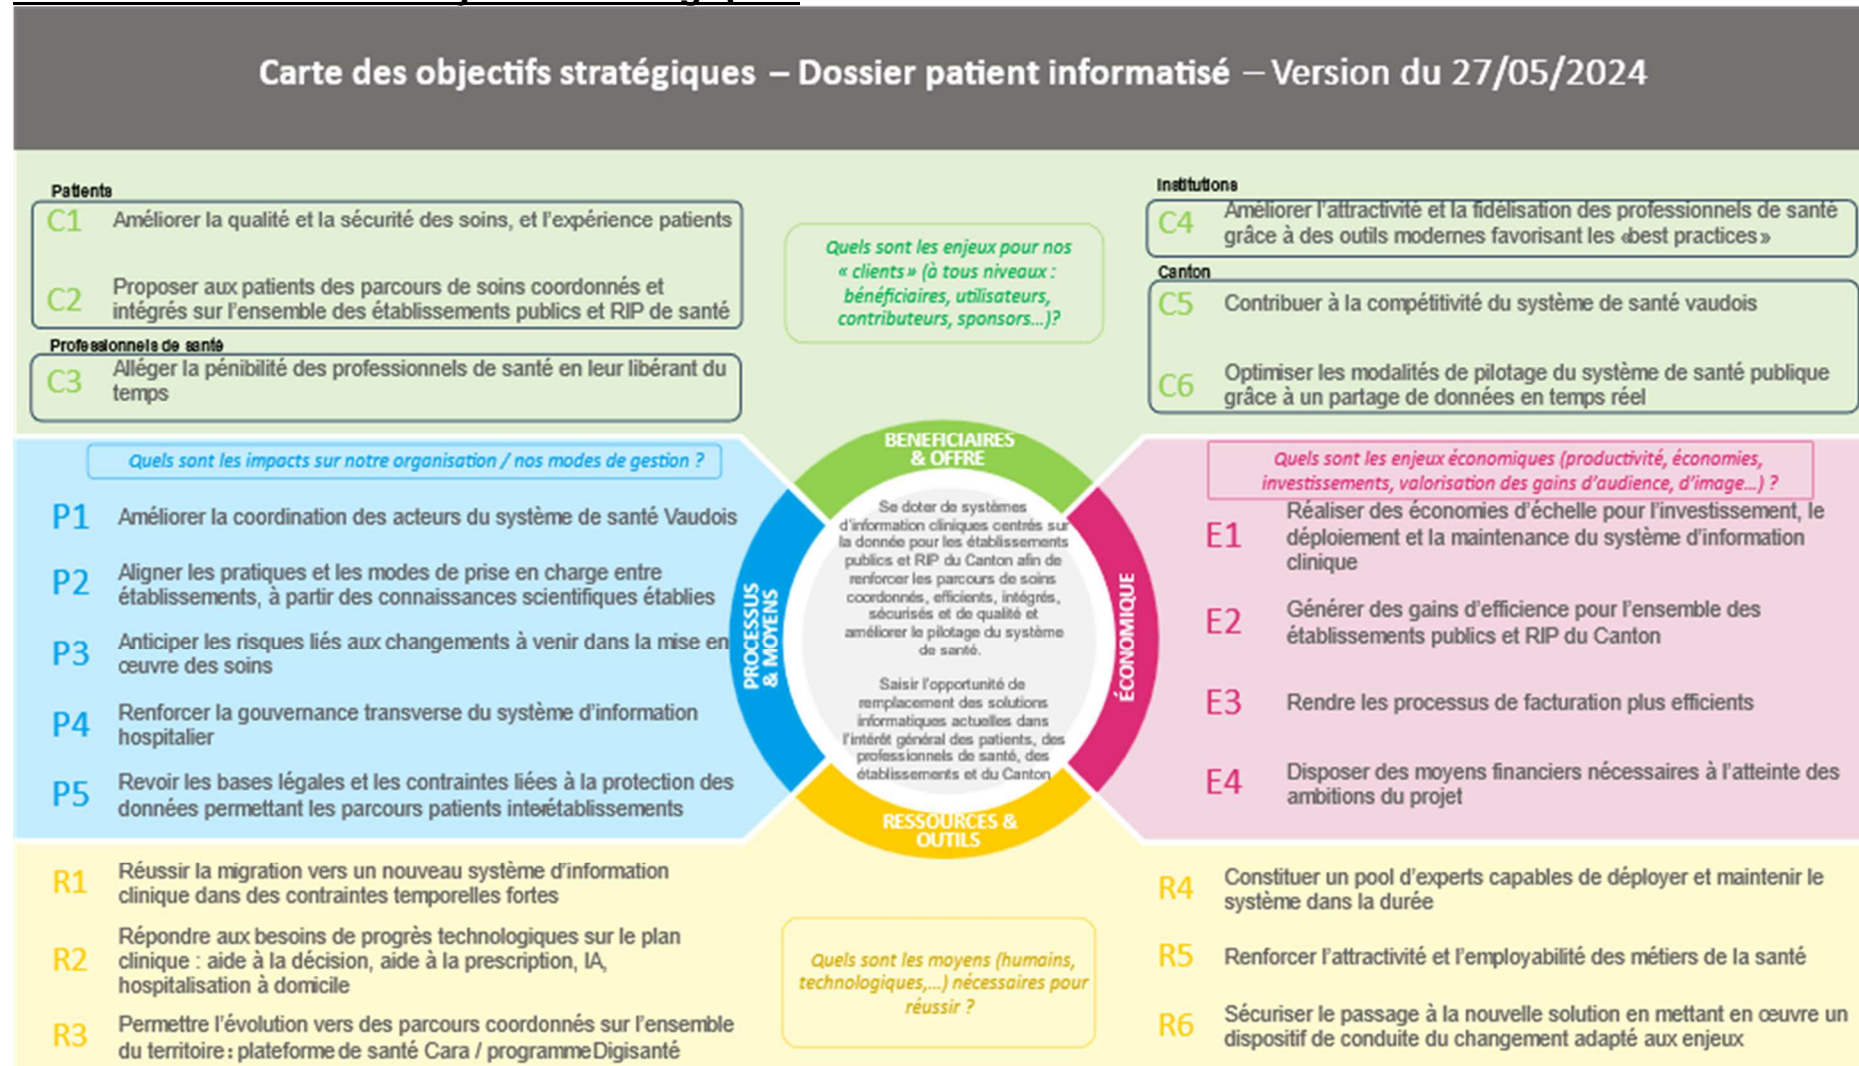 Carte des objectifs stratégiques – Dossier patient informatisé – Version du 27/05/2024
Patients
C1
Améliorer la qualité et la sécurité des soins, et l'expérience patients
C2
Proposer aux patients des parcours de soins coordonnés et
intégrés sur l'ensemble des établissements publics et RIP de santé
Professionnels de santé
C3
Alléger la pénibilité des professionnels de santé en leur libérant du
temps
Quels sont les enjeux pour nos
« clients » (à tous niveaux :
bénéficiaires, utilisateurs,
contributeurs, sponsors…)?
Institutions
C4
Améliorer l'attractivité et la fidélisation des professionnels de santé
grâce à des outils modernes favorisant les «best practices»
Canton
C5
Contribuer à la compétitivité du système de santé vaudois
C6
Optimiser les modalités de pilotage du système de santé publique
grâce à un partage de données en temps réel
Quels sont les impacts sur notre organisation / nos modes de gestion ?
P1
Améliorer la coordination des acteurs du système de santé Vaudois
P2
Aligner les pratiques et les modes de prise en charge entre
établissements, à partir des connaissances scientifiques établies
P3
Anticiper les risques liés aux changements à venir dans la mise en
œuvre des soins
P4
Renforcer la gouvernance transverse du système d'information
hospitalier
P5
Revoir les bases légales et les contraintes liées à la protection des
données permettant les parcours patients inter-établissements
BENEFICIAIRES
& OFFRE
PROCESSUS
& MOYENS
Se doter de systèmes
d'information cliniques centrés sur
la donnée pour les établissements
publics et RIP du Canton afin de
renforcer les parcours de soins
coordonnés, efficients, intégrés,
sécurisés et de qualité et
améliorer le pilotage du système
de santé.
Saisir l'opportunité de
remplacement des solutions
informatiques actuelles dans
l'intérêt général des patients, des
professionnels de santé, des
établissements et du Canton
ÉCONOMIQUE
RESSOURCES &
OUTILS
Quels sont les enjeux économiques (productivité, économies,
investissements, valorisation des gains d'audience, d'image…) ?
E1
Réaliser des économies d'échelle pour l'investissement, le
déploiement et la maintenance du système d'information
clinique
E2
Générer des gains d'efficience pour l'ensemble des
établissements publics et RIP du Canton
E3
Rendre les processus de facturation plus efficients
E4
Disposer des moyens financiers nécessaires à l'atteinte des
ambitions du projet
R1
Réussir la migration vers un nouveau système d'information
clinique dans des contraintes temporelles fortes
R2
Répondre aux besoins de progrès technologiques sur le plan
clinique : aide à la décision, aide à la prescription, IA,
hospitalisation à domicile
R3
Permettre l'évolution vers des parcours coordonnés sur l'ensemble
du territoire : plateforme de santé Cara / programme Digisanté
Quels sont les moyens (humains,
technologiques,…) nécessaires pour
réussir ?
R4
Constituer un pool d'experts capables de déployer et maintenir le
système dans la durée
R5
Renforcer l'attractivité et l'employabilité des métiers de la santé
R6
Sécuriser le passage à la nouvelle solution en mettant en œuvre un
dispositif de conduite du changement adapté aux enjeux